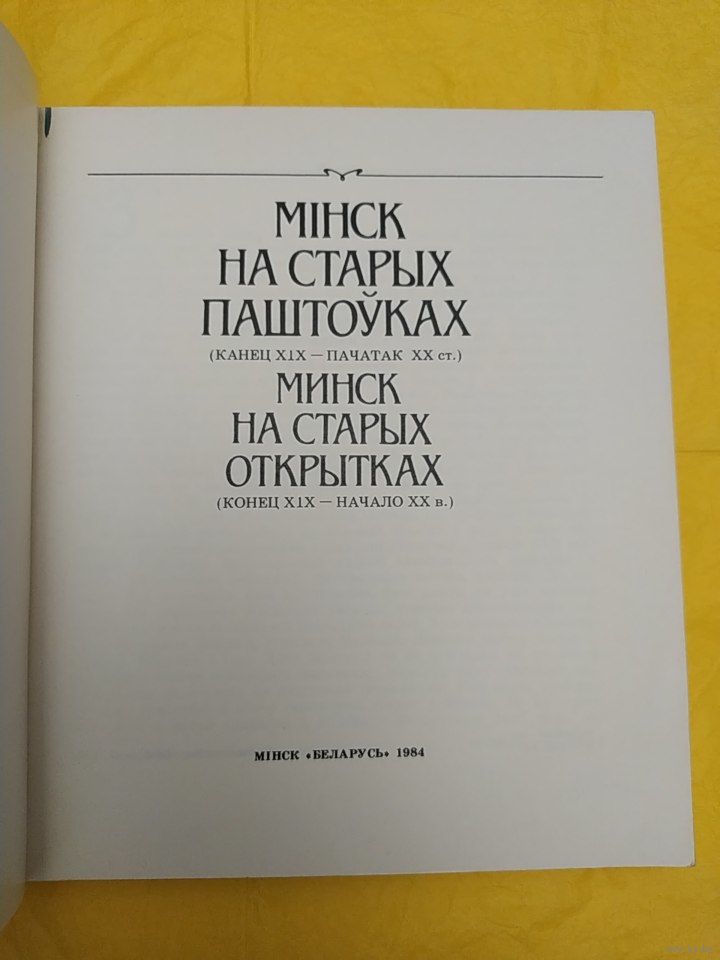 МІНСК
НА СТАРЫХ
ПАШТОЎКАХ
(КАНЕЦ XIX — ПАЧАТАК XX ст.)
МИНСК
НА СТАРЫХ
ОТКРЫТКАХ
(КОНЕЦ XIX — НАЧАЛО XX в.)
МІНСК «БЕЛАРУСЬ» 1984